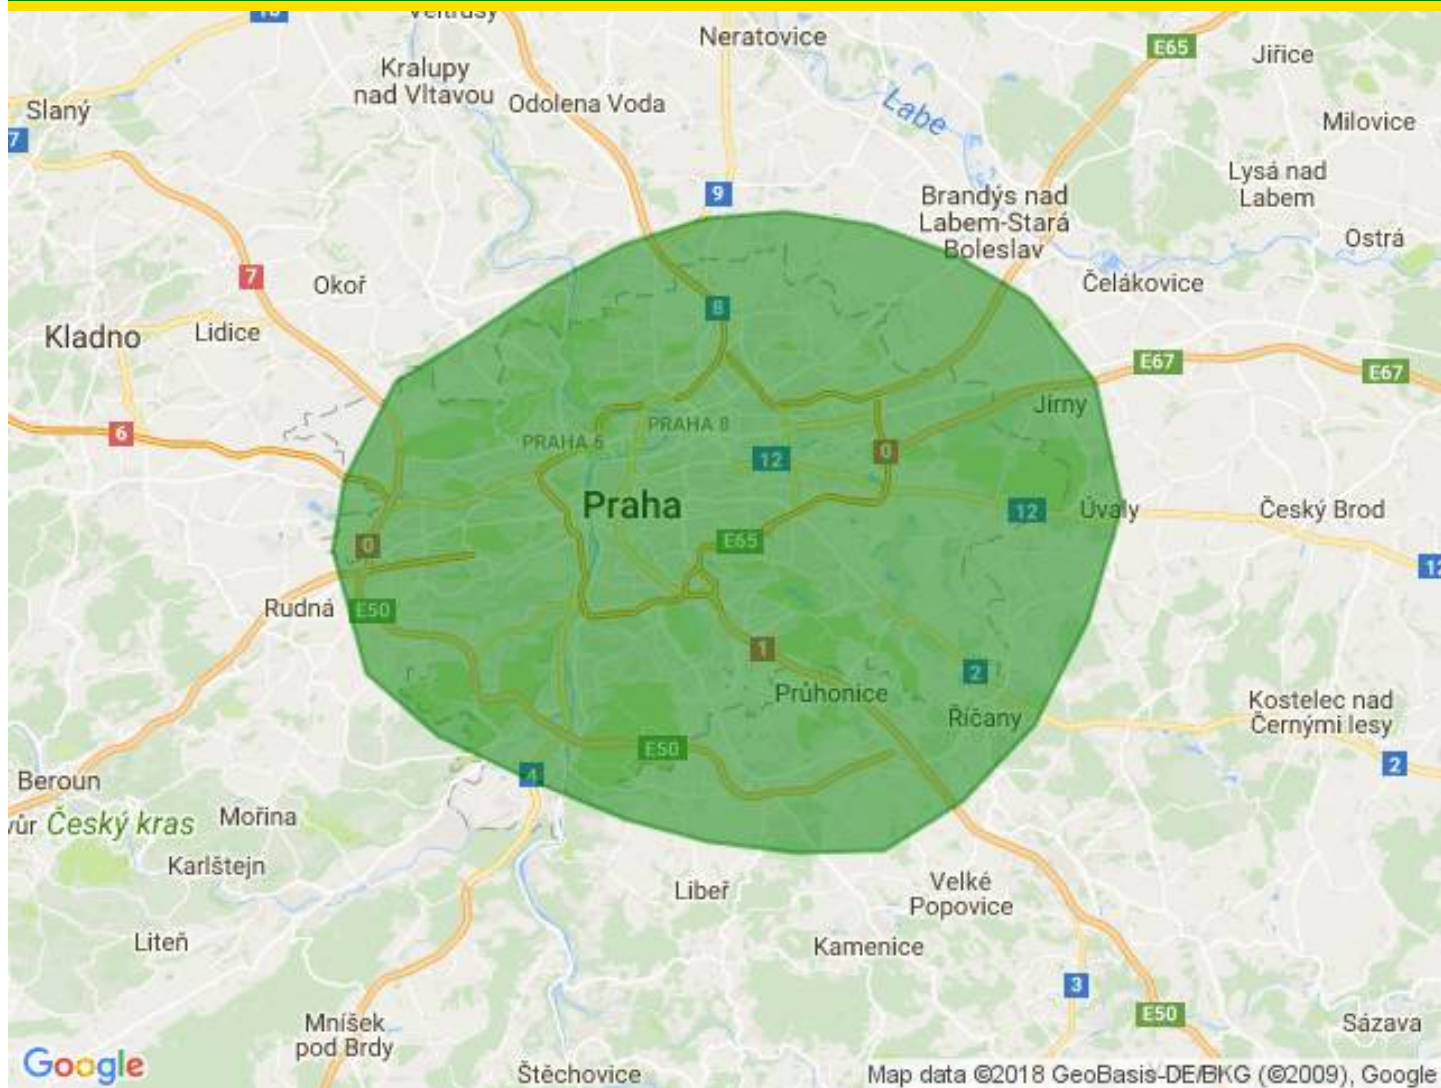 Veltrusy
Neratovice
E65
Jiřice
Kralupy
nad Vltavou
Odolena Voda
Slaný
Labe
Milovice
7
9
Lysá nad
Labem
Brandýs nad
Labem-Stará
Boleslav
Ostrá
7
Okoř
Čelákovice
8
Kladno
Lidice
E67
E67
Jirny
6
PRAHA 8
PRAHA 6
0
12
Praha
12
Úvaly
Český Brod
0
E65
Rudná
E50
1
2
Průhonice
Říčany
Kostelec nad
Černými lesy
E50
2
4
Beroun
Mořina
Český kras
Karlštejn
Libeř
Velké
Popovice
Liteň
Kamenice
3
E50
Mníšek
pod Brdy
Sázava
Google
Štěchovice
Map data ©2018 GeoBasis-DE/BKG (©2009), Google